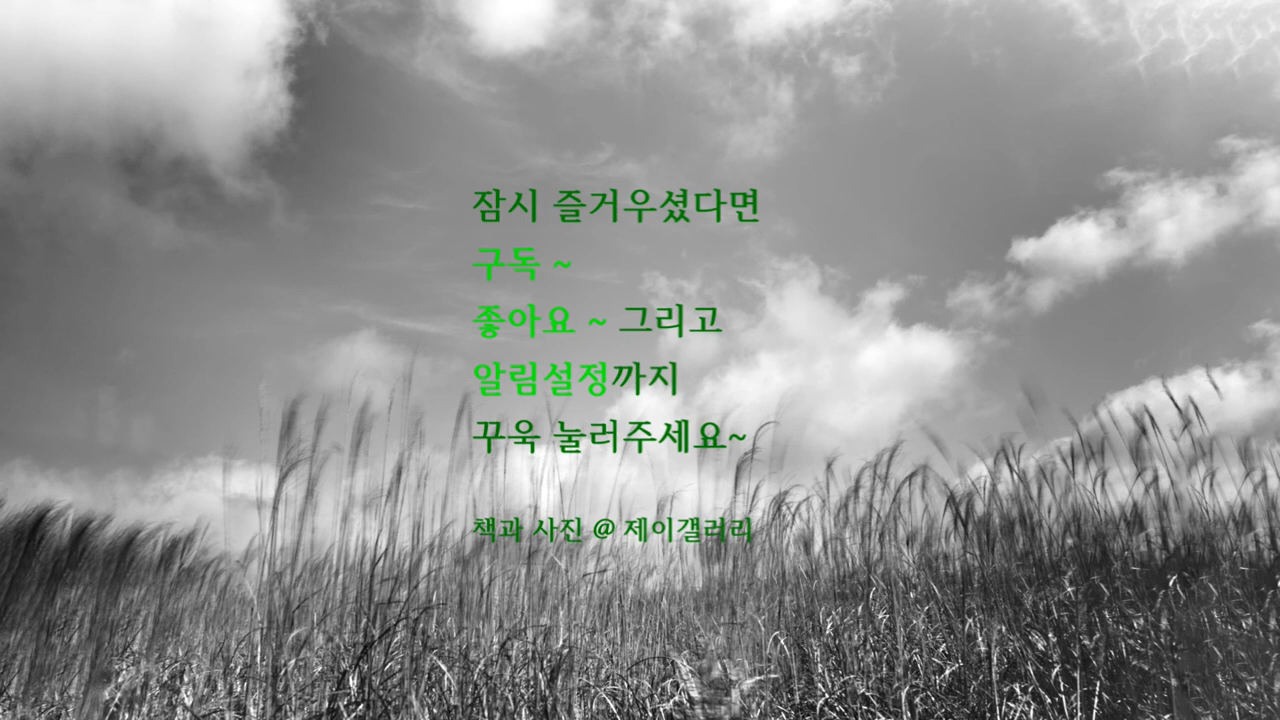 잠시 즐거우셨다면
구독 ~
좋아요 ~ 그리고
알림설정까지
꾸욱 눌러주세요~
책과 사진 @ 제이갤러리